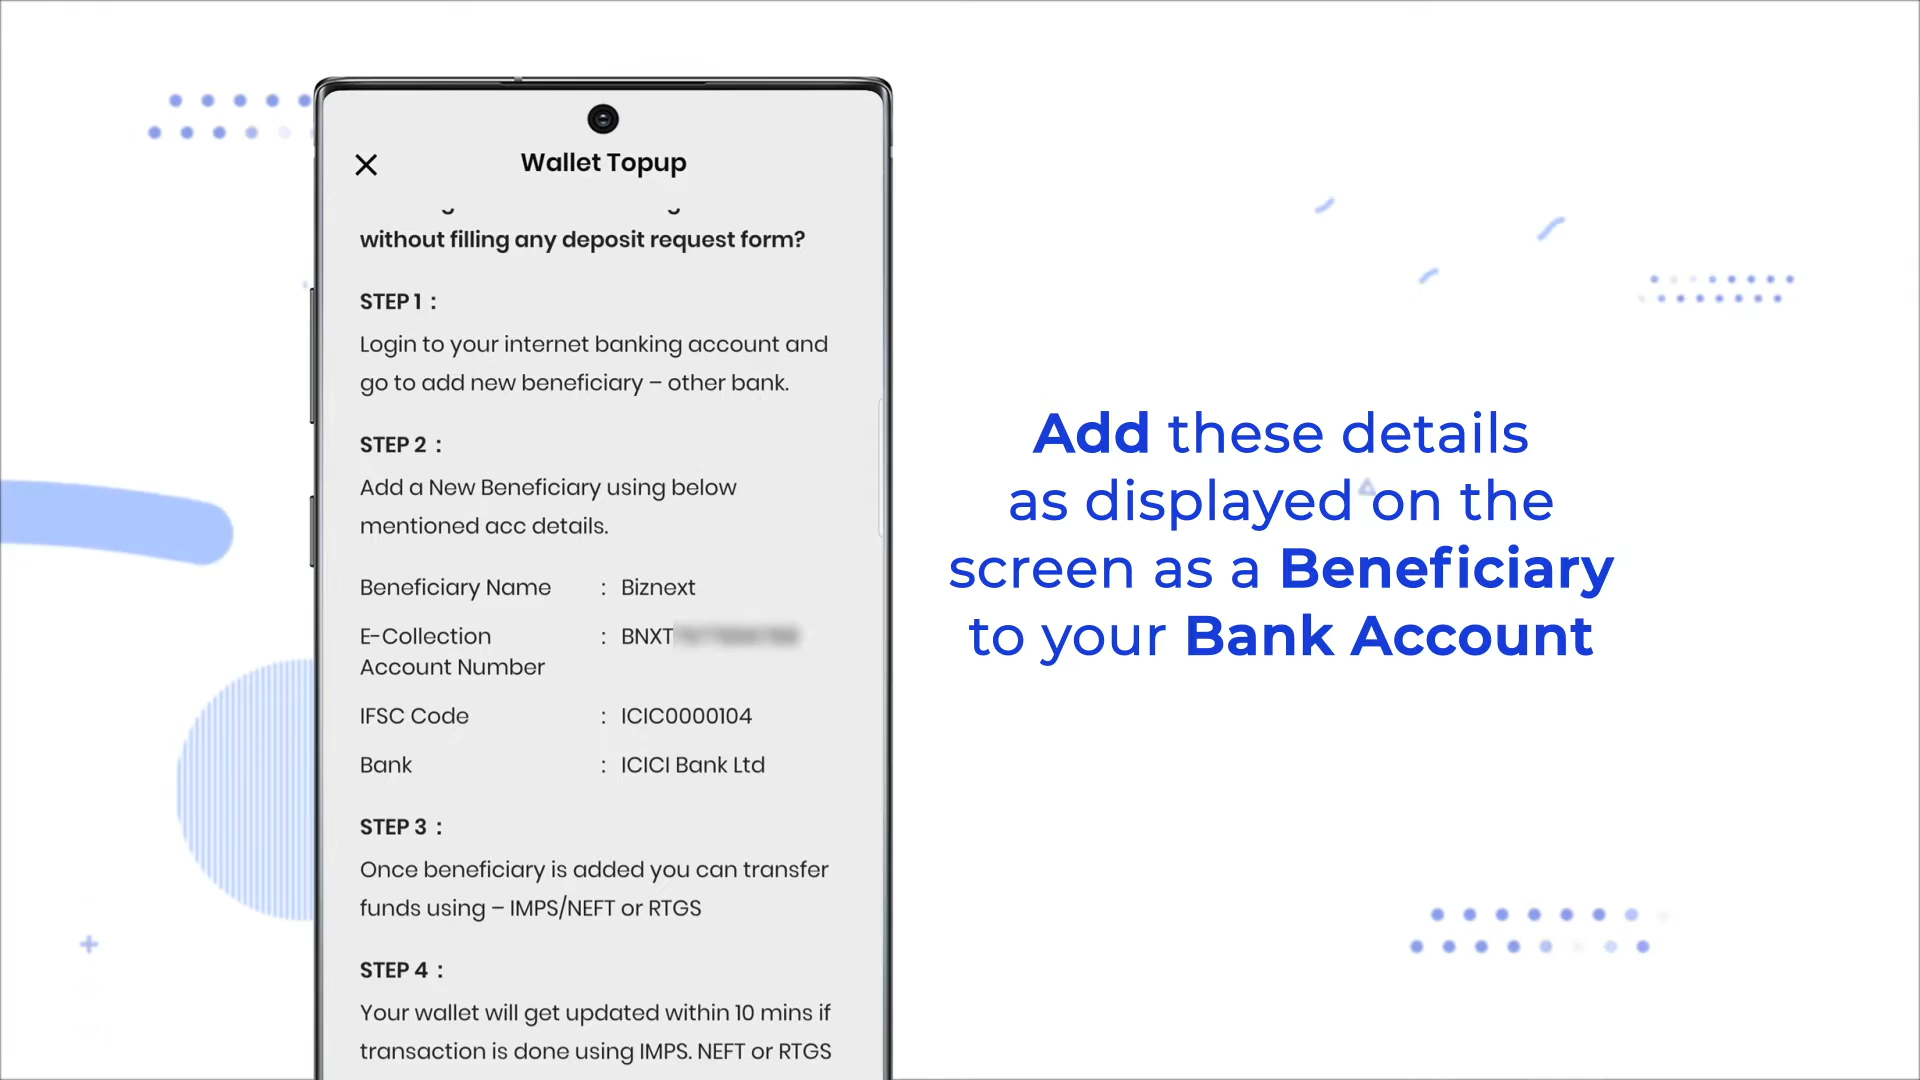 Wallet Topup
without filling any deposit request form?
STEP 1 :
Login to your internet banking account and
go to add new beneficiary – other bank.
STEP 2 :
Add a New Beneficiary using below
mentioned acc details.
Beneficiary Name : Biznext
E-Collection : BNXT
Account Number
IFSC Code : ICIC0000104
Bank : ICICI Bank Ltd
STEP 3 :
Once beneficiary is added you can transfer
funds using – IMPS/NEFT or RTGS
STEP 4 :
Your wallet will get updated within 10 mins if
transaction is done using IMPS. NEFT or RTGS
Add these details
as displayed on the
screen as a Beneficiary
to your Bank Account